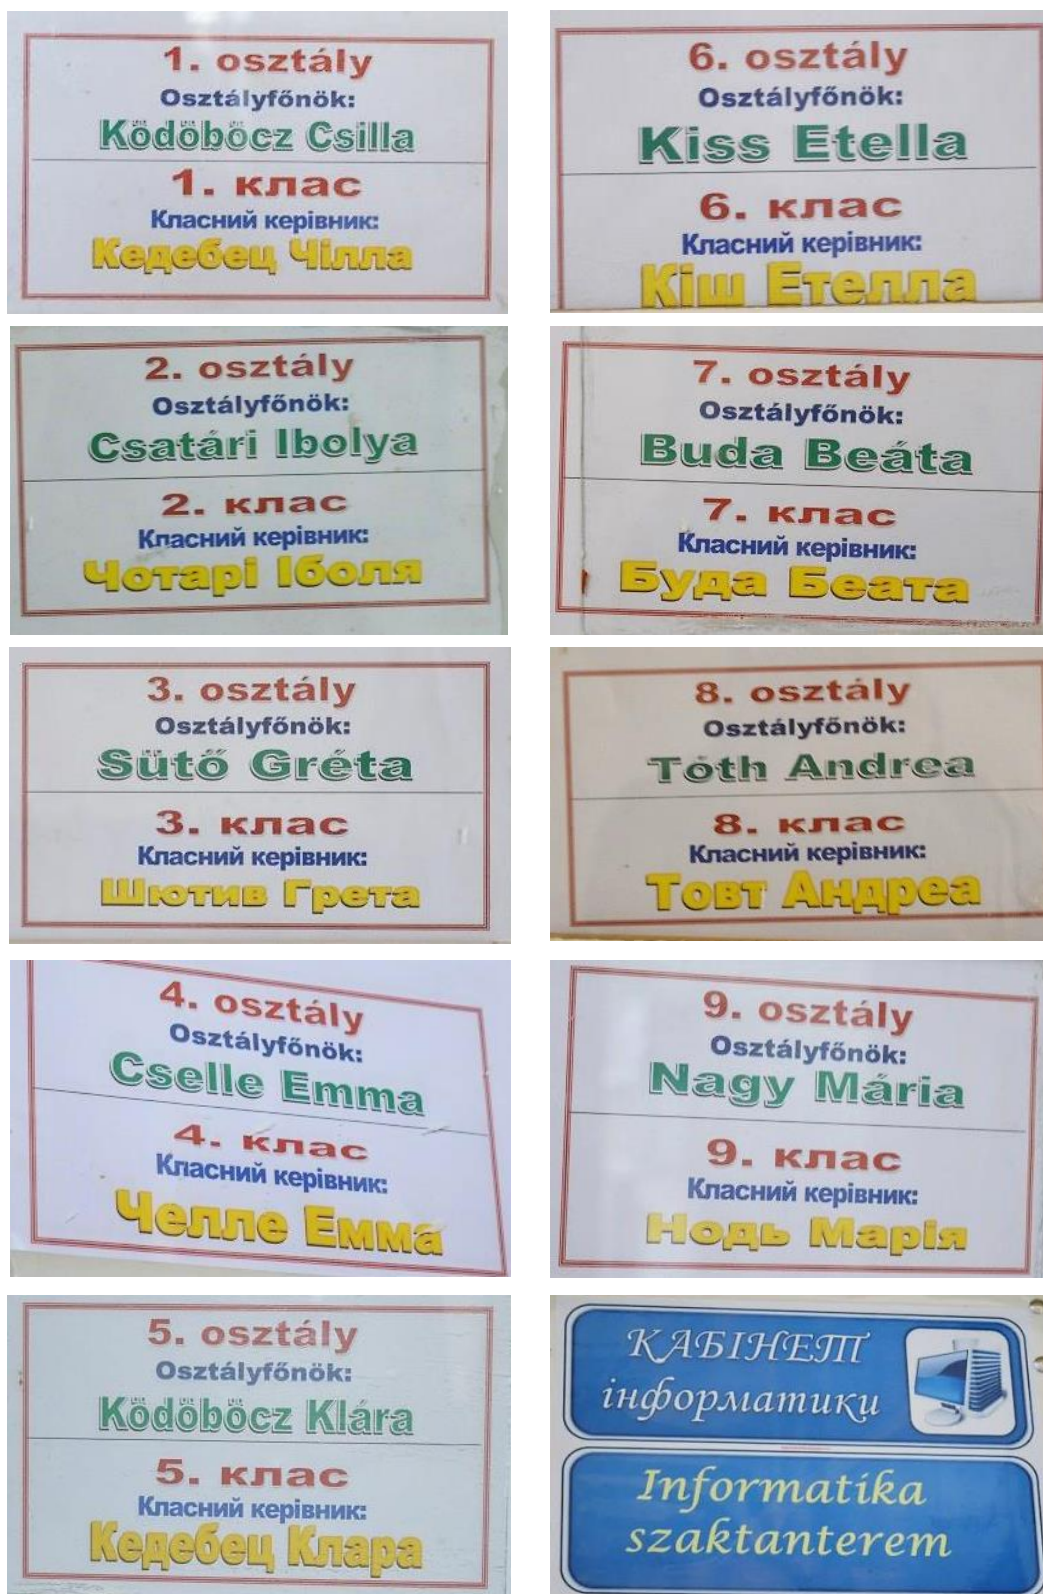 1. osztály
Osztályfőnök:
Ködöböcz Csilla
1. клас
Класний керівник:
Кедебец Чілла
2. osztály
Osztályfőnök:
Csatári Ibolya
2. клас
Класний керівник:
Чотарі Іболя
3. osztály
Osztályfőnök:
Sütő Gréta
3. клас
Класний керівник:
Шютив Грета
4. osztály
Osztályfőnök:
Cselle Emma
4. клас
Класний керівник:
Челле Емма
5. osztály
Osztályfőnök:
Ködöböcz Klára
5. клас
Класний керівник:
Кедебец Клара
6. osztály
Osztályfőnök:
Kiss Etella
6. клас
Класний керівник:
Кіш Етелла
7. osztály
Osztályfőnök:
Buda Beáta
7. клас
Класний керівник:
Буда Беата
8. osztály
Osztályfőnök:
Tóth Andrea
8. клас
Класний керівник:
Товт Андреа
9. osztály
Osztályfőnök:
Nagy Mária
9. клас
Класний керівник:
Нодь Марія
КАБІНЕТ
інформатики
Informatika
szaktanterem